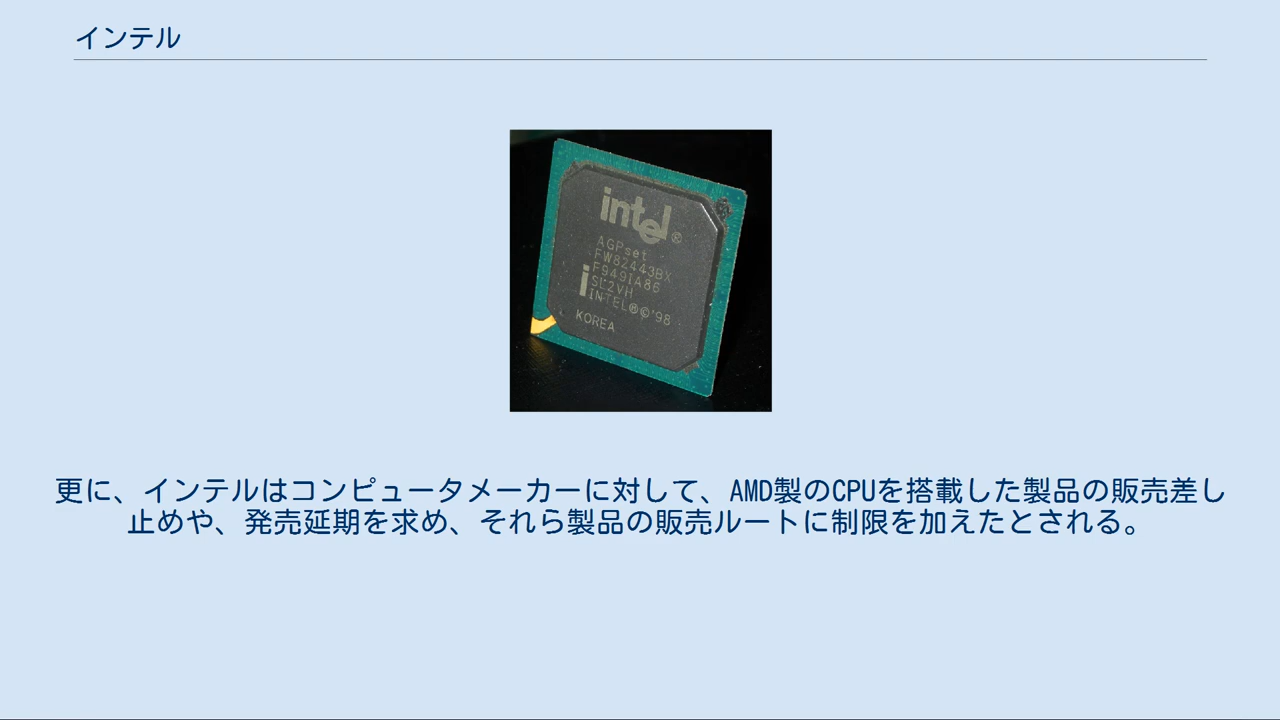 インテル
intel®
AGPset
FW82443BX
F9491A86
SL2VH
i INTEL®©'98
KOREA
更に、インテルはコンピュータメーカーに対して、AMD製のCPUを搭載した製品の販売差し
止めや、発売延期を求め、それら製品の販売ルートに制限を加えたとされる。